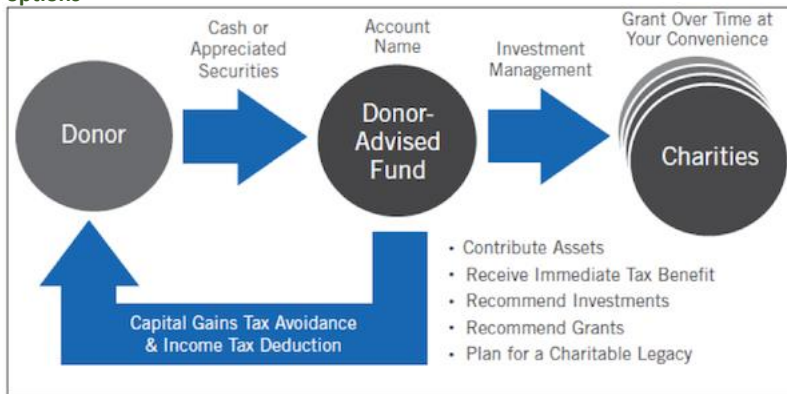 options
Cash or
Appreciated
Securities
Account
Name
Investment
Management
Grant Over Time at
Your Convenience
Donor
Donor-
Advised
Fund
Charities
Capital Gains Tax Avoidance
& Income Tax Deduction
• Contribute Assets
• Receive Immediate Tax Benefit
• Recommend Investments
• Recommend Grants
• Plan for a Charitable Legacy